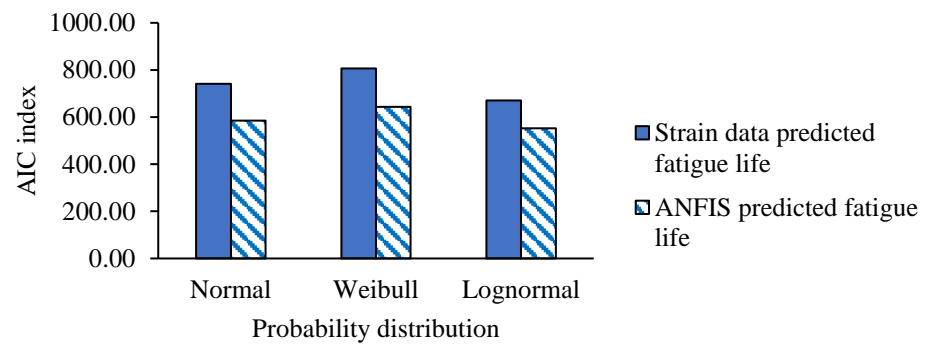 1000.00
800.00
600.00
400.00
200.00
0.00
AIC index
Normal
Weibull
Lognormal
Probability distribution
Strain data predicted
fatigue life
ANFIS predicted fatigue
life